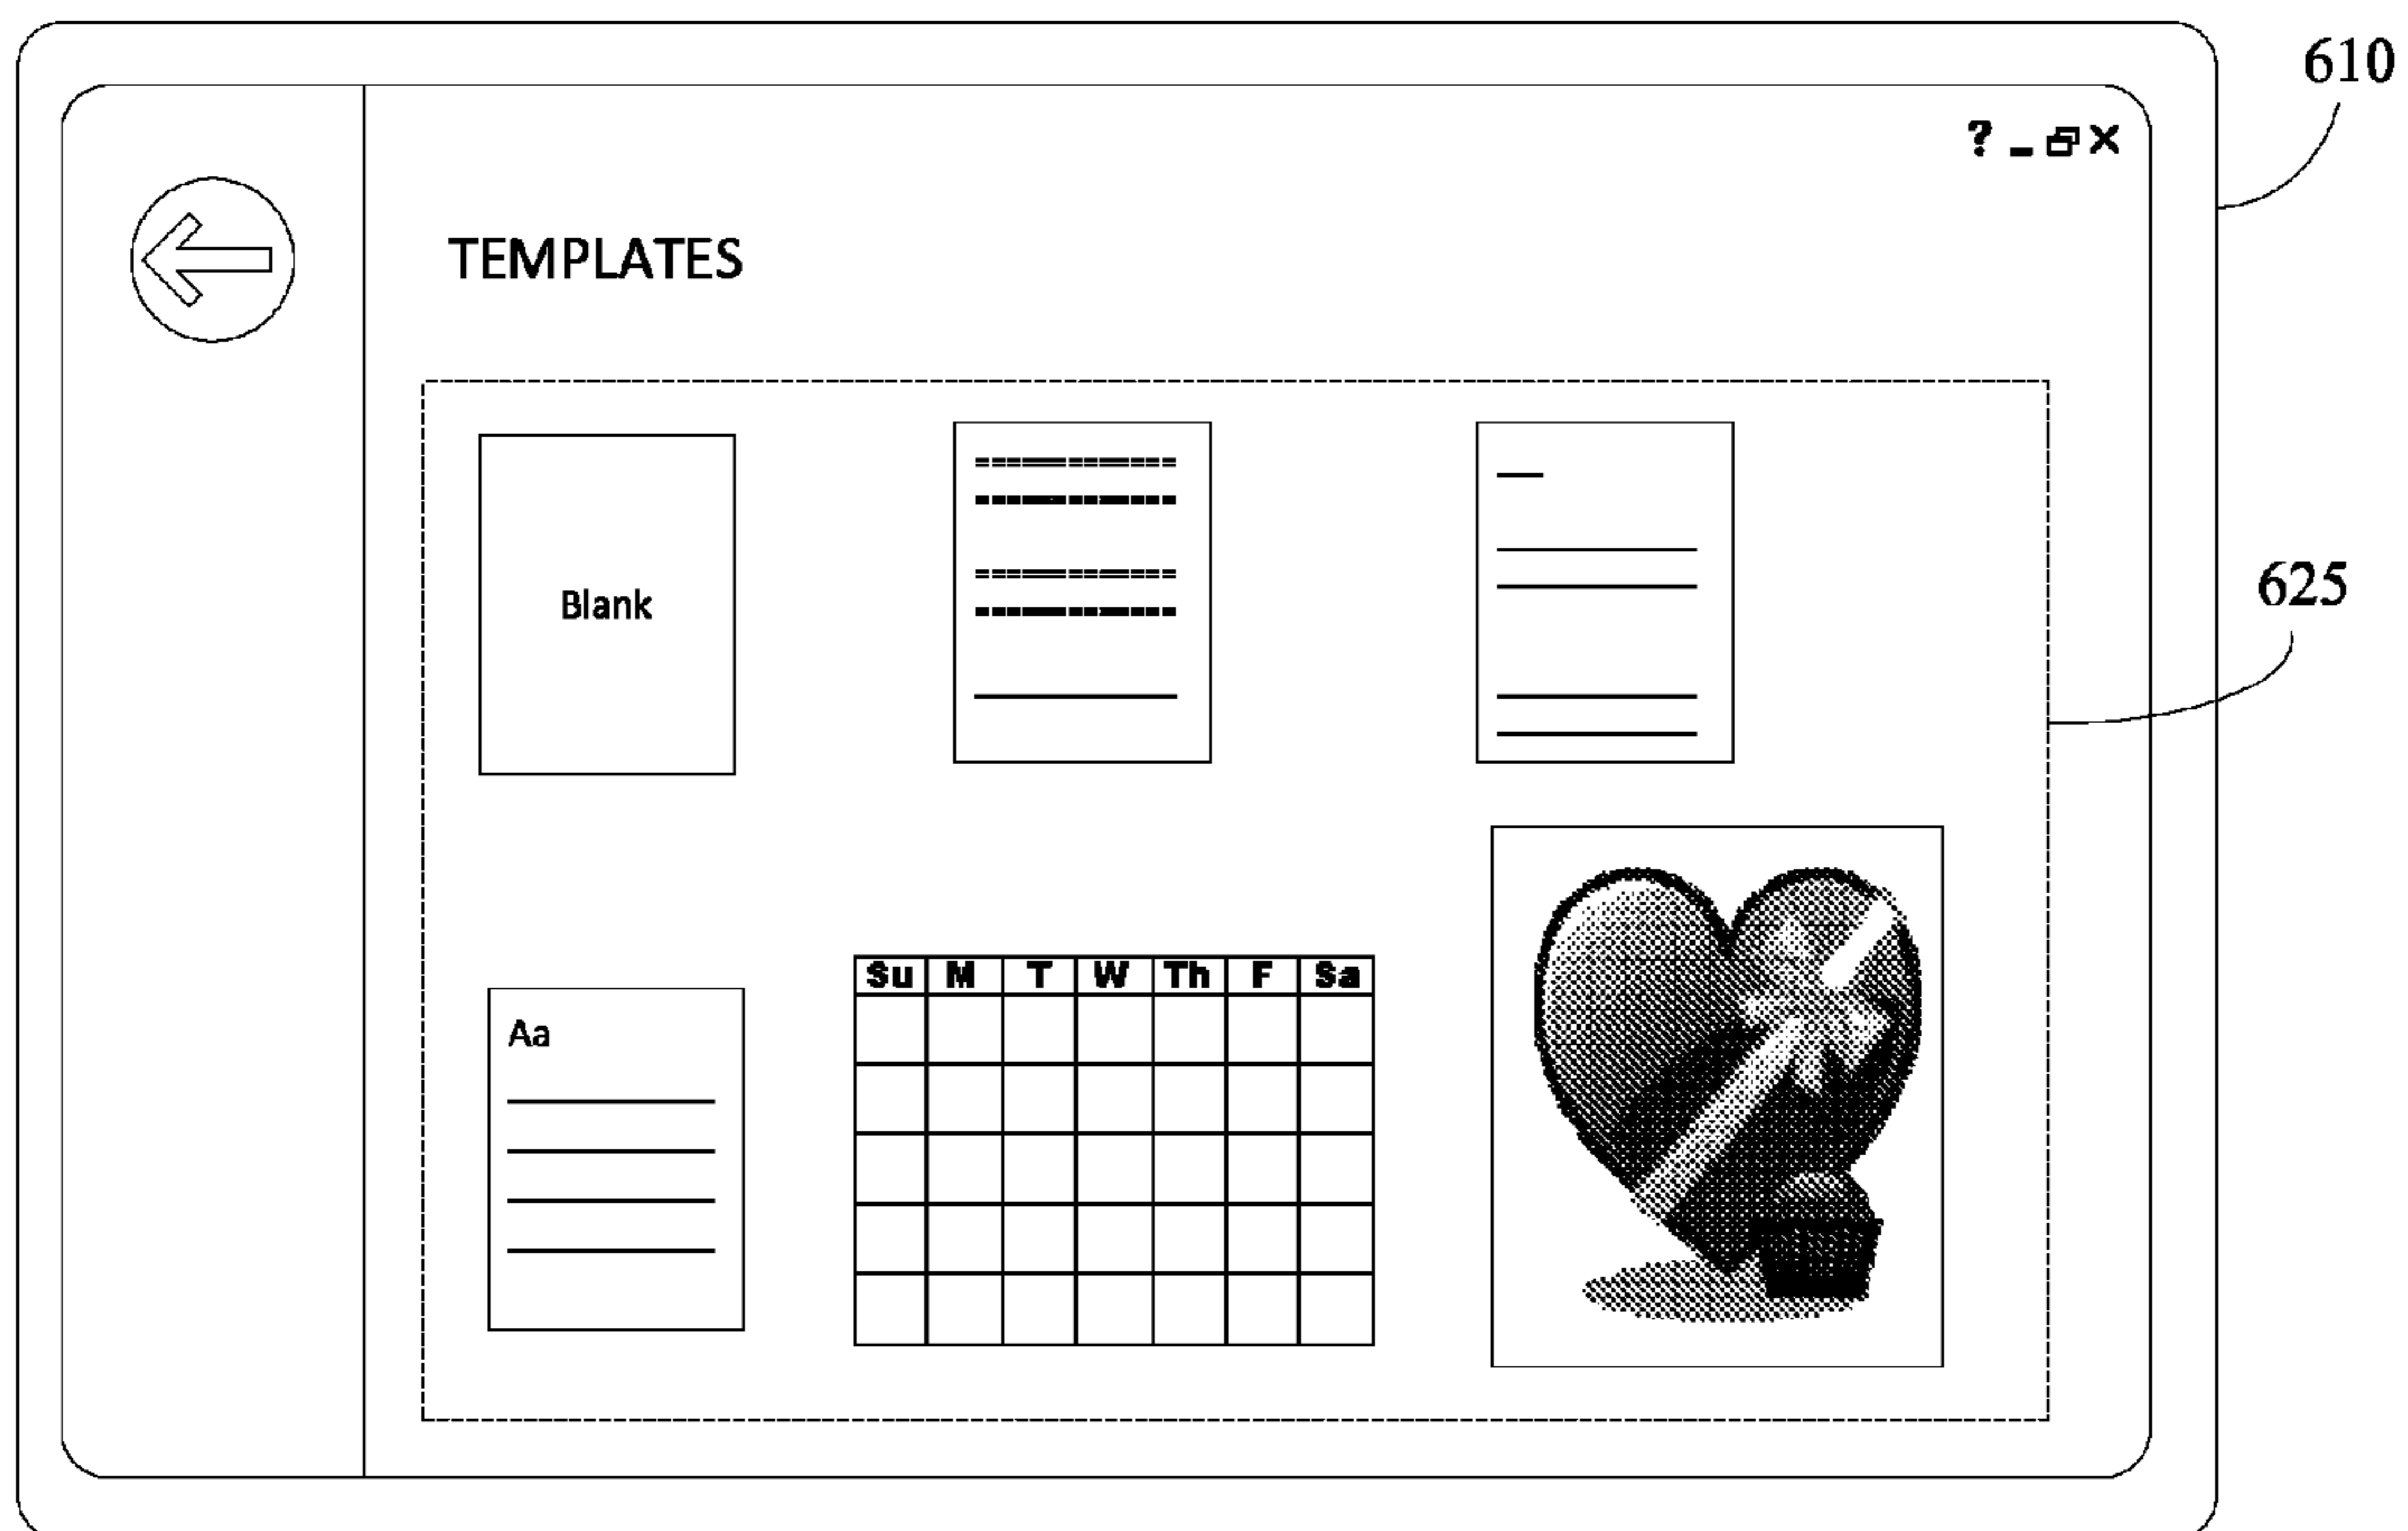 610
? _ X
TEMPLATES
Blank
625
Su M T W Th F Sa
Aa